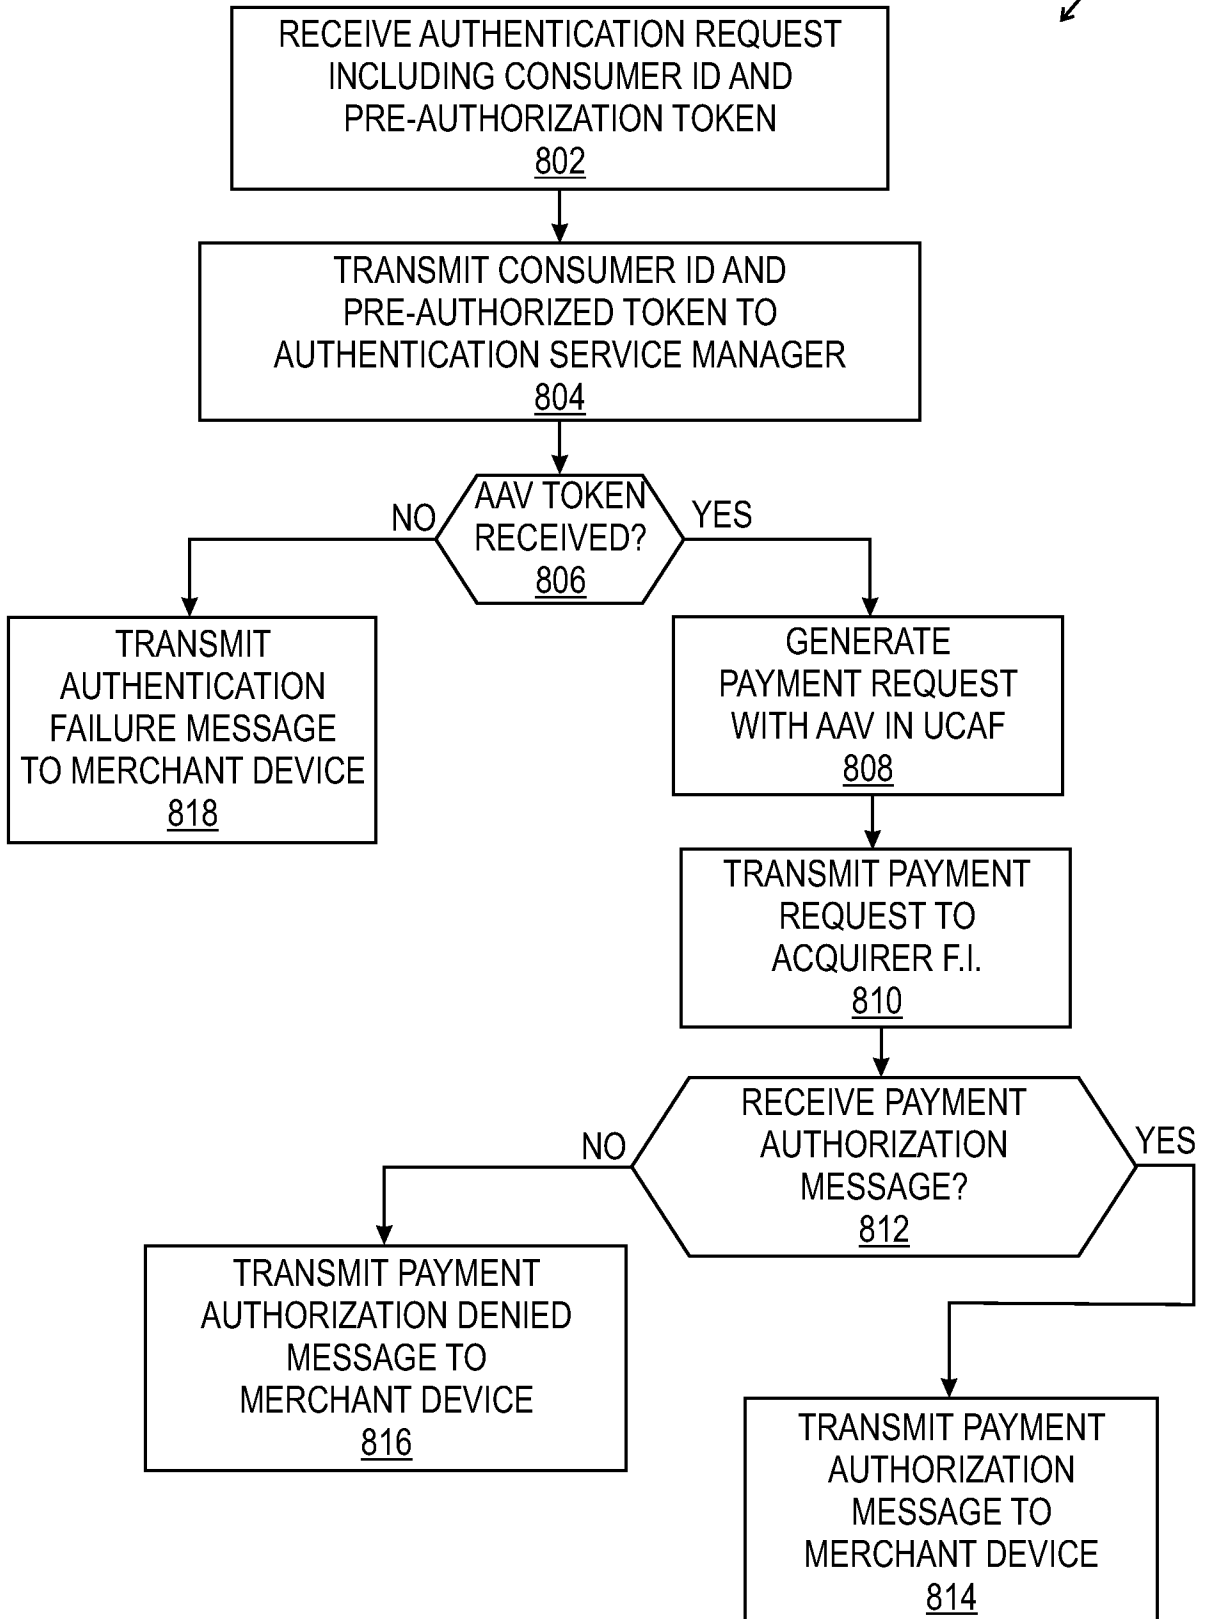 RECEIVE AUTHENTICATION REQUEST
INCLUDING CONSUMER ID AND
PRE-AUTHORIZATION TOKEN
802
TRANSMIT CONSUMER ID AND
PRE-AUTHORIZED TOKEN TO
AUTHENTICATION SERVICE MANAGER
804
AAV TOKEN
RECEIVED?
806
NO
YES
TRANSMIT
AUTHENTICATION
FAILURE MESSAGE
TO MERCHANT DEVICE
818
GENERATE
PAYMENT REQUEST
WITH AAV IN UCAF
808
TRANSMIT PAYMENT
REQUEST TO
ACQUIRER F.I.
810
RECEIVE PAYMENT
AUTHORIZATION
MESSAGE?
812
NO
YES
TRANSMIT PAYMENT
AUTHORIZATION DENIED
MESSAGE TO
MERCHANT DEVICE
816
TRANSMIT PAYMENT
AUTHORIZATION
MESSAGE TO
MERCHANT DEVICE
814